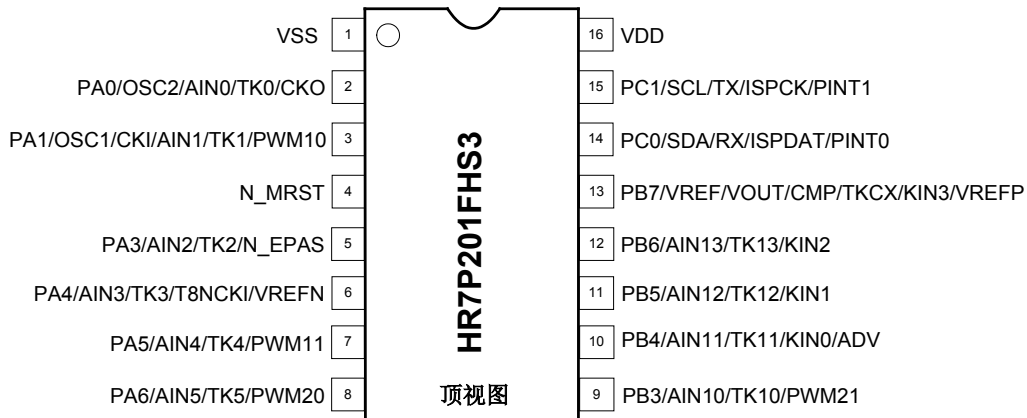 VSS 1 16 VDD
PA0/OSC2/AIN0/TK0/CKO 2 15 PC1/SCL/TX/ISPCK/PINT1
PA1/OSC1/CKI/AIN1/TK1/PWM10 3 14 PC0/SDA/RX/ISPDAT/PINT0
N_MRST 4 13 PB7/VREF/VOUT/CMP/TKCX/KIN3/VREFP
PA3/AIN2/TK2/N_EPAS 5 12 PB6/AIN13/TK13/KIN2
PA4/AIN3/TK3/T8NCKI/VREFN 6 11 PB5/AIN12/TK12/KIN1
PA5/AIN4/TK4/PWM11 7 10 PB4/AIN11/TK11/KIN0/ADV
PA6/AIN5/TK5/PWM20 8 9 PB3/AIN10/TK10/PWM21
HR7P201FHS3
顶视图